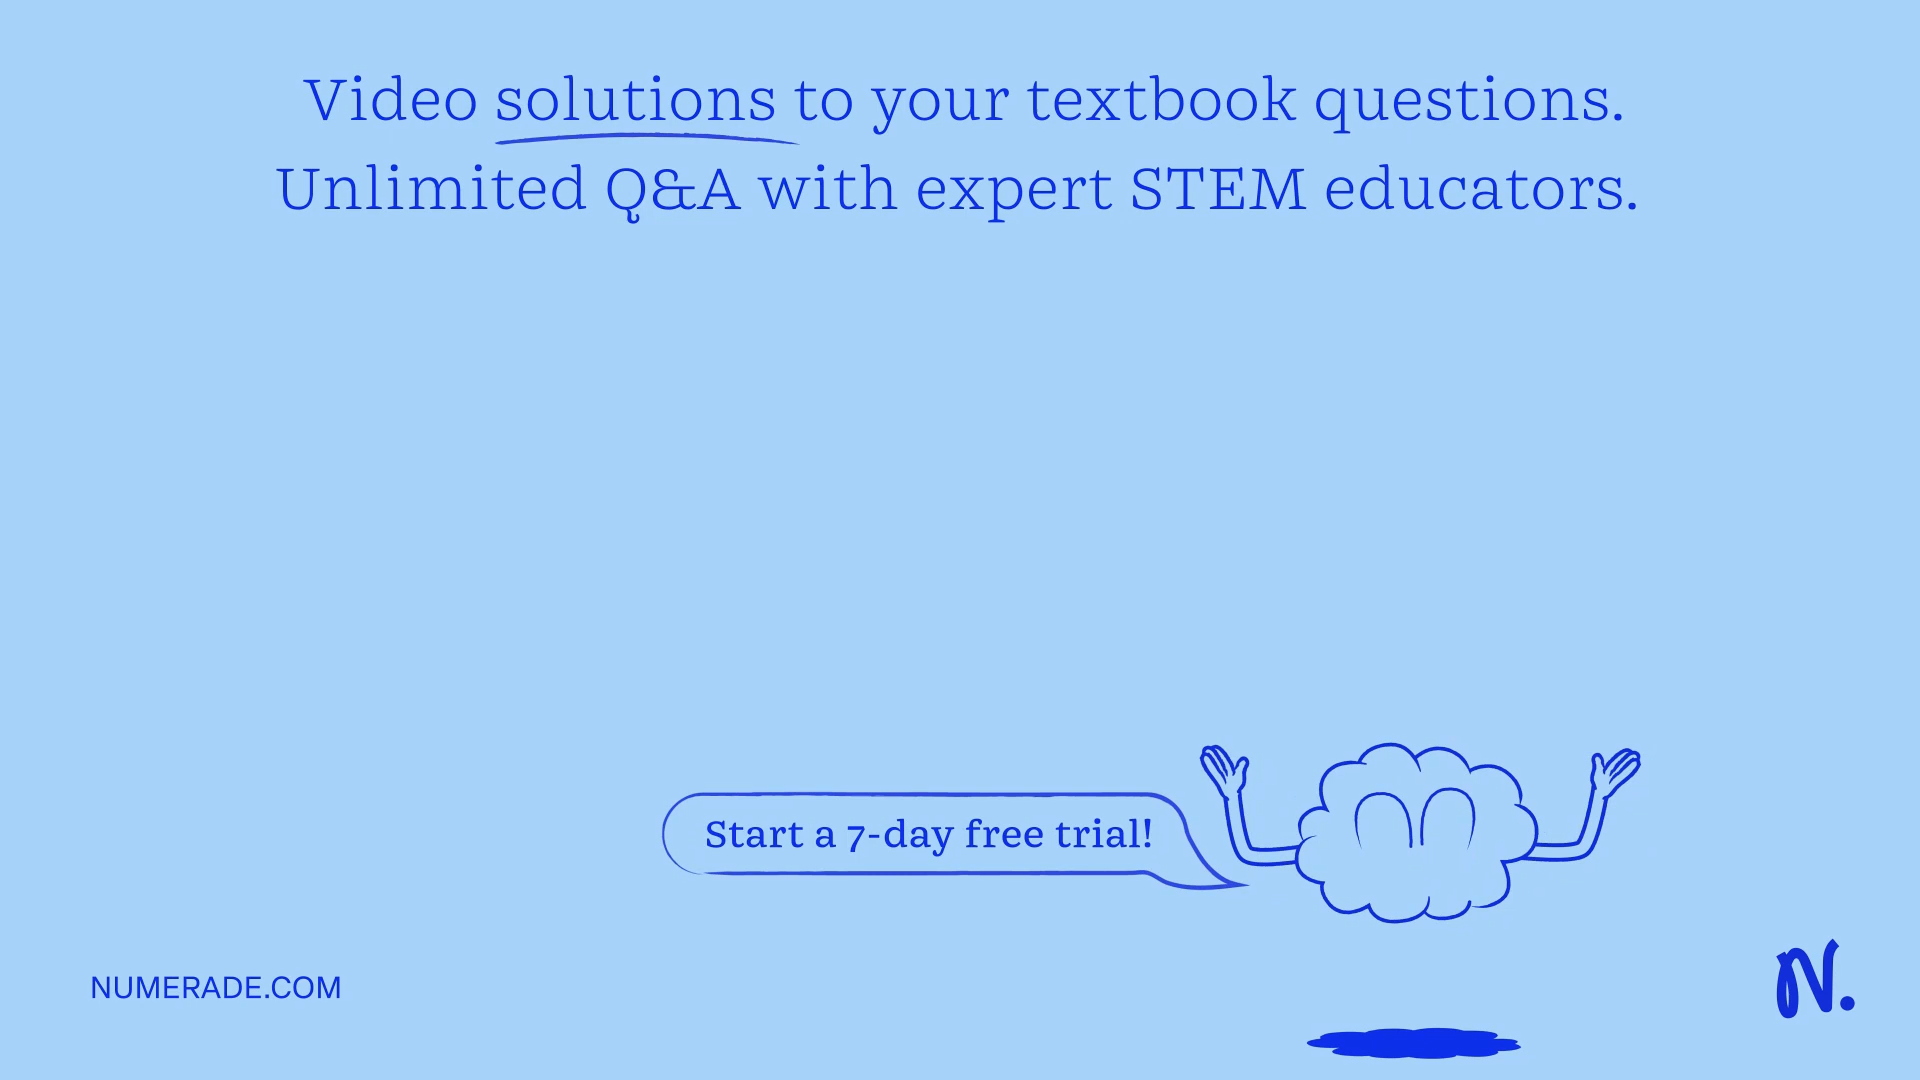 Video solutions to your textbook questions.
Unlimited Q&A with expert STEM educators.
Start a 7-day free trial!
NUMERADE.COM
N.